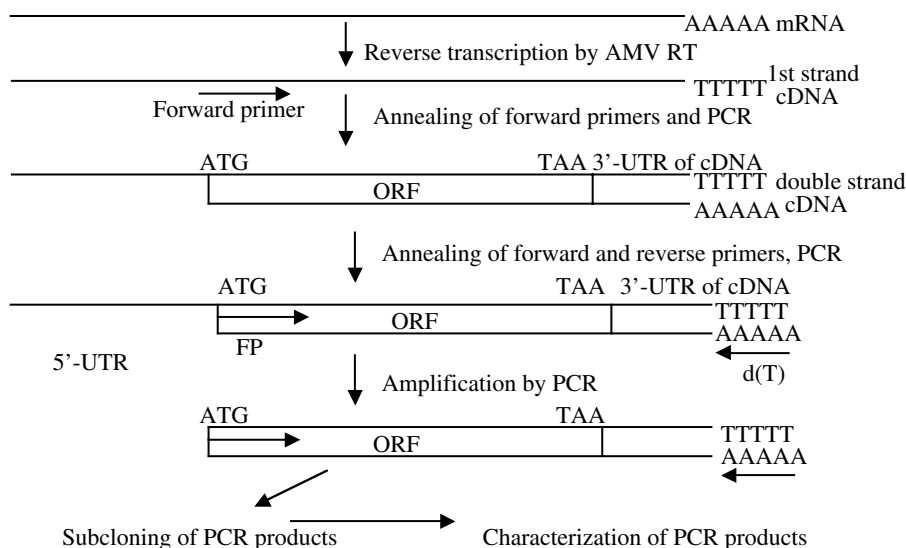 AAAAA mRNA
Reverse transcription by AMV RT
TTTTT 1st strand
cDNA
Forward primer
Annealing of forward primers and PCR
ATG TAA 3’-UTR of cDNA
TTTTT double strand
ORF
AAAAA cDNA
Annealing of forward and reverse primers, PCR
ATG TAA 3’-UTR of cDNA
TTTTT
ORF
AAAAA
FP
5’-UTR
d(T)
Amplification by PCR
ATG TAA
TTTTT
ORF
AAAAA
Subcloning of PCR products Characterization of PCR products